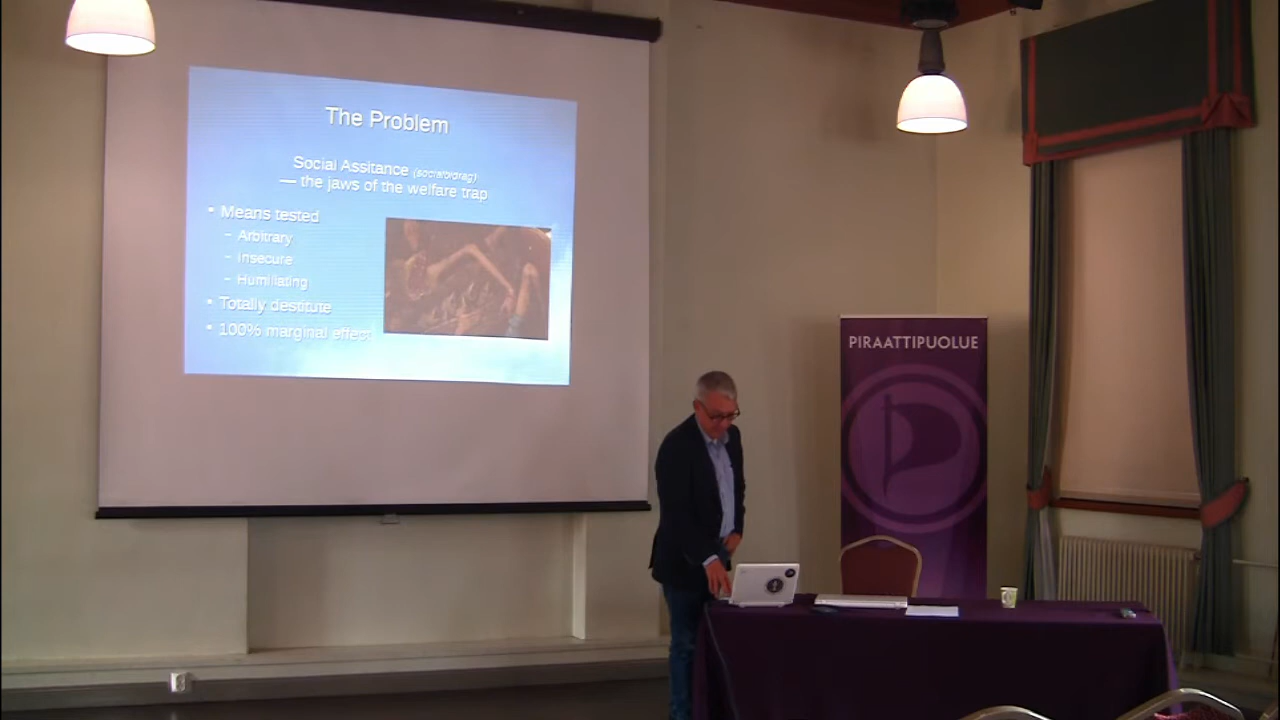 The Problem
Social Assitance (socialbidrag)
— the jaws of the welfare trap
• Means tested
– Arbitrary
– Insecure
– Humiliating
• Totally destitute
• 100% marginal effect
PIRAATTIPUOLUE